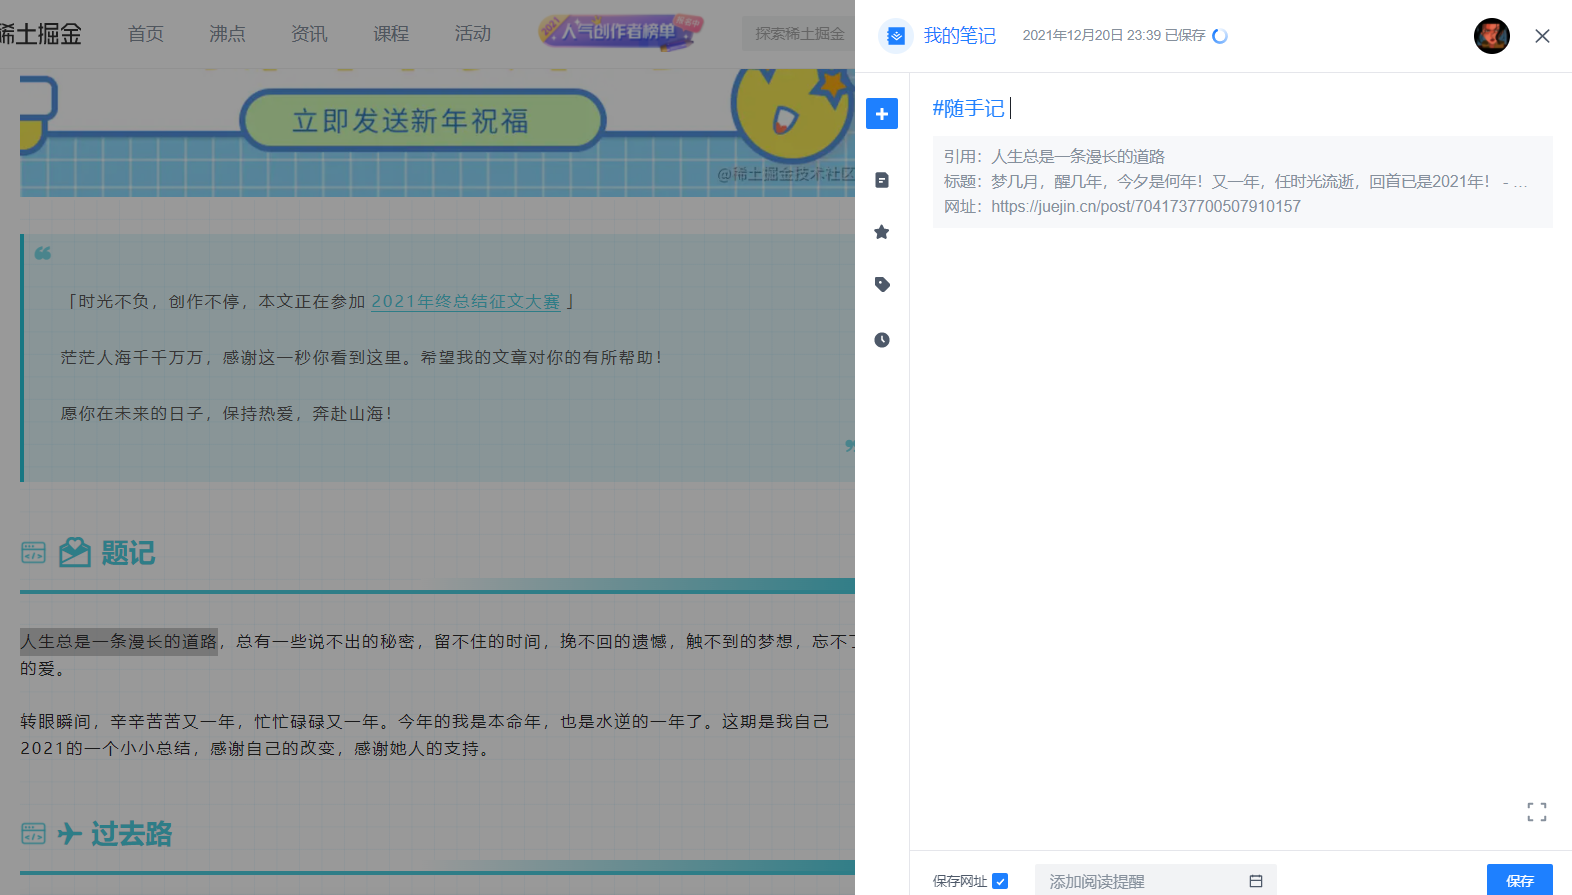 稀土掘金
首页
沸点
资讯
课程
活动
2021
人气创作者榜单
探索稀土掘金
立即发送新年祝福
@稀土掘金技术社区
「时光不负，创作不停，本文正在参加 2021年终总结征文大赛 」
茫茫人海千千万万，感谢这一秒你看到这里。希望我的文章对你的有所帮助！
愿你在未来的日子，保持热爱，奔赴山海！
题记
人生总是一条漫长的道路，总有一些说不出的秘密，留不住的时间，挽不回的遗憾，触不到的梦想，忘不了
的爱。
转眼瞬间，辛辛苦苦又一年，忙忙碌碌又一年。今年的我是本命年，也是水逆的一年了。这期是我自己
2021的一个小小总结，感谢自己的改变，感谢她人的支持。
过去路
我的笔记
2021年12月20日 23:39 已保存
#随手记
引用：人生总是一条漫长的道路
标题：梦几月，醒几年，今夕是何年！又一年，任时光流逝，回首已是2021年！ - ...
网址：https://juejin.cn/post/7041737700507910157
保存网址
添加阅读提醒
保存